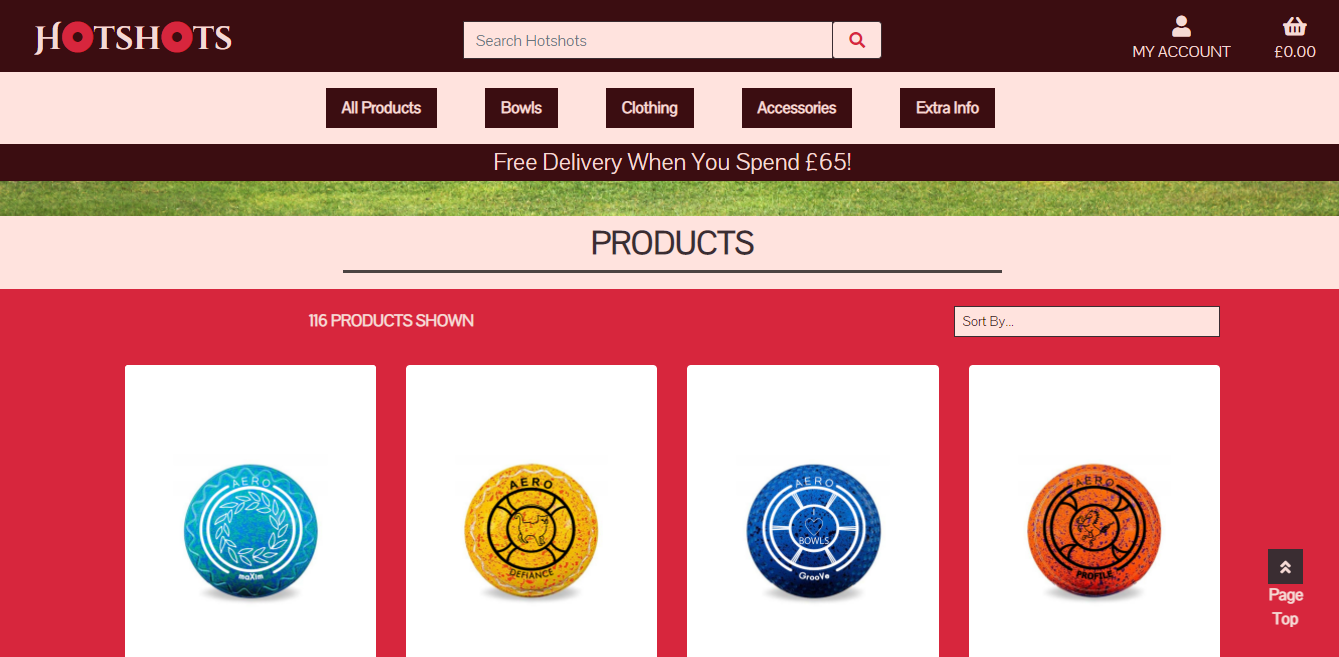 HOTSHOTS
Search Hotshots
MY ACCOUNT
£0.00
All Products
Bowls
Clothing
Accessories
Extra Info
Free Delivery When You Spend £65!
PRODUCTS
116 PRODUCTS SHOWN
Sort By...
AERO
maXim
AERO
DEFIANCE
AERO
I
BOWLS
GrooVe
AERO
PROFILE
Page
Top